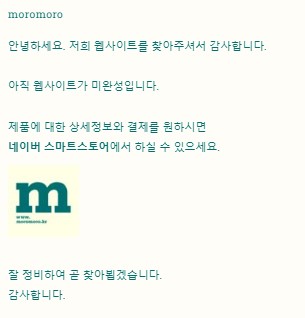 moromoro
안녕하세요. 저희 웹사이트를 찾아주셔서 감사합니다.
아직 웹사이트가 미완성입니다.
제품에 대한 상세정보와 결제를 원하시면
네이버 스마트스토어에서 하실 수 있으세요.
m
www.
moromoro.kr
잘 정비하여 곧 찾아뵙겠습니다.
감사합니다.